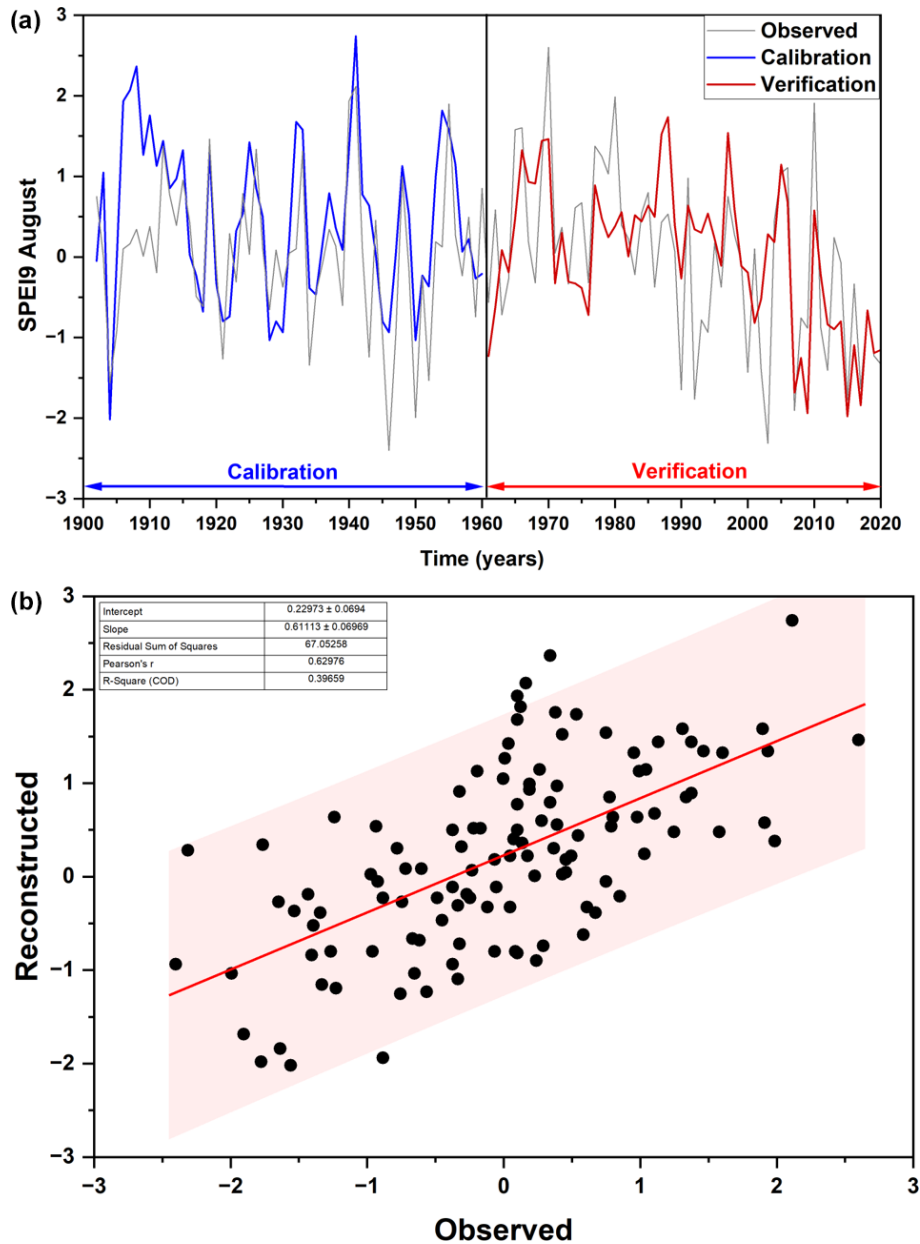 (a)
3
2
1
0
−1
−2
−3
SPEI9 August
Observed
Calibration
Verification
Calibration
Verification
1900 1910 1920 1930 1940 1950 1960 1970 1980 1990 2000 2010 2020
Time (years)
(b)
3
2
1
0
−1
−2
−3
Reconstructed
Intercept 0.22973 ± 0.0694
Slope 0.61113 ± 0.06969
Residual Sum of Squares 67.05258
Pearson's r 0.62976
R-Square (COD) 0.39659
−3 −2 −1 0 1 2 3
Observed